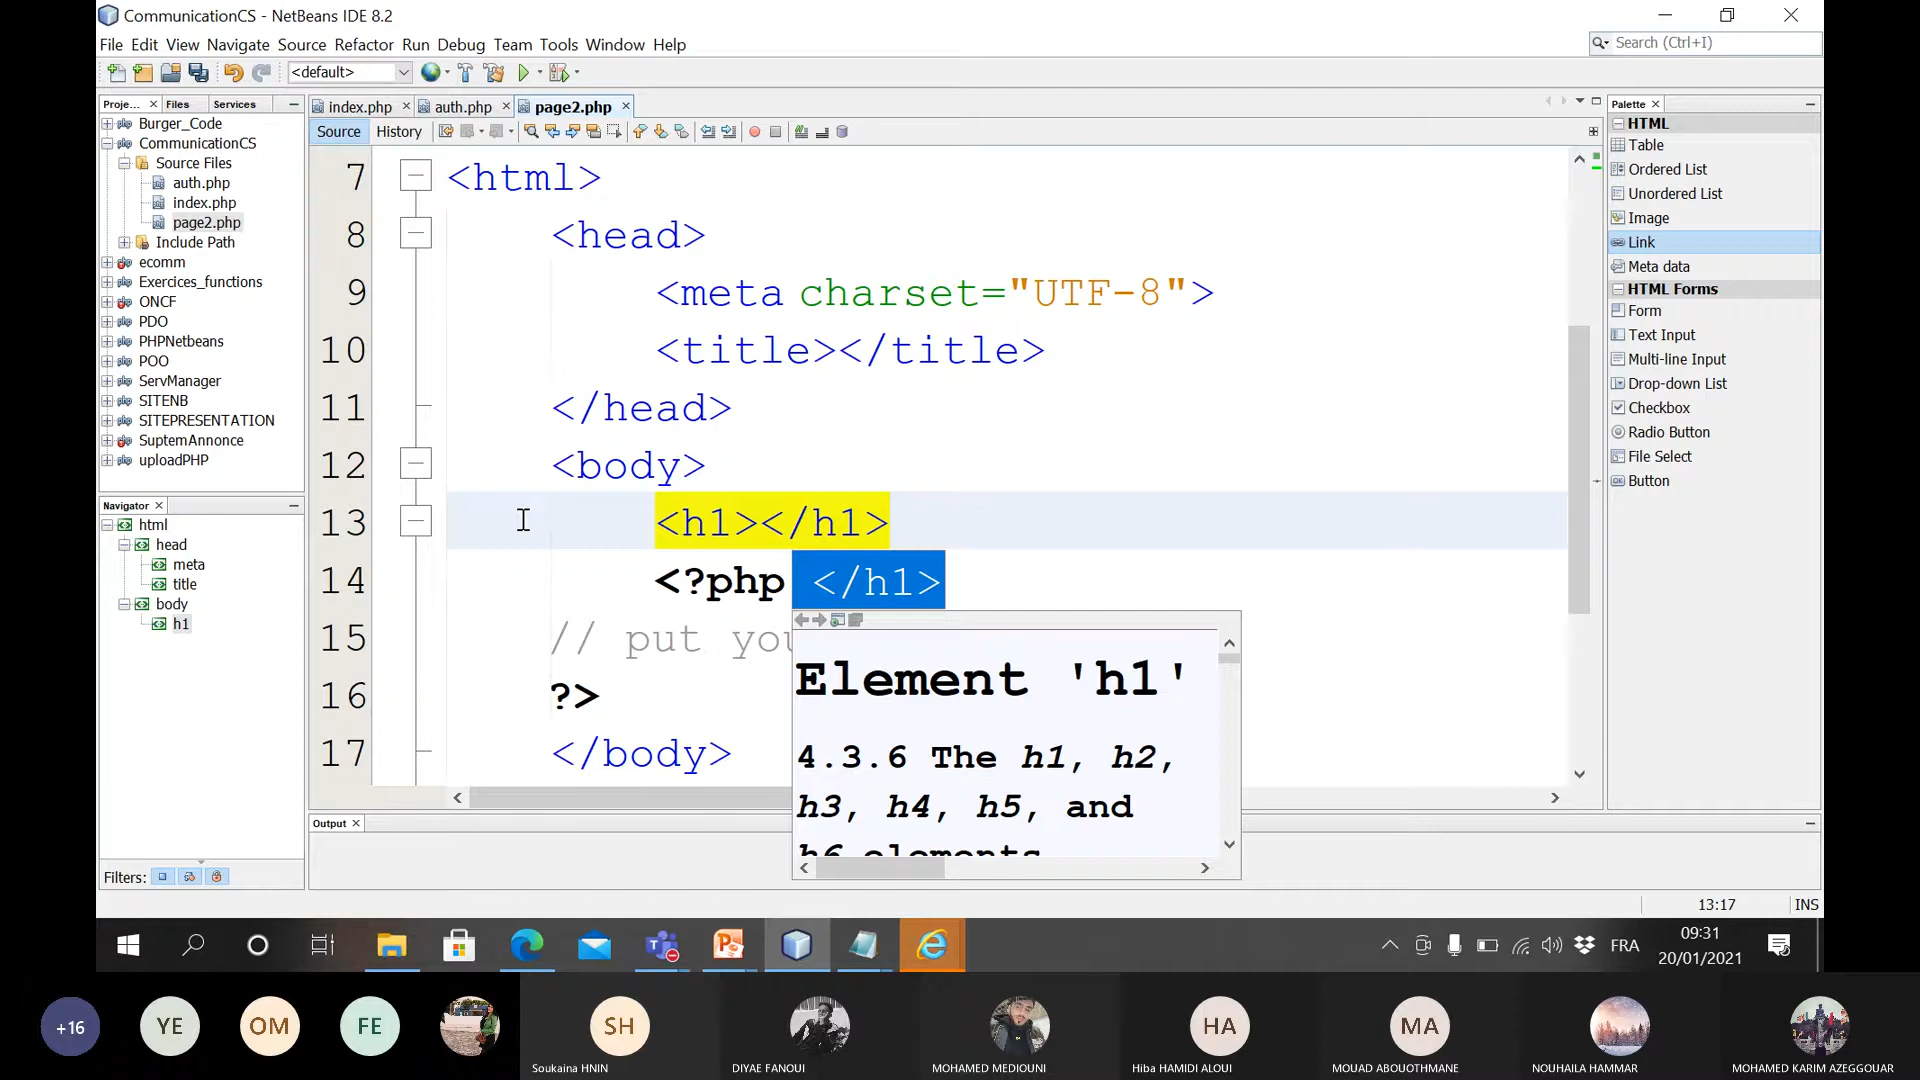 CommunicationCS - NetBeans IDE 8.2
File Edit View Navigate Source Refactor Run Debug Team Tools Window Help
Search (Ctrl+I)
<default>
Proje... Files Services
index.php auth.php page2.php
Palette
Source History
Burger_Code
CommunicationCS
Source Files
auth.php
index.php
page2.php
Include Path
ecomm
Exercices_functions
ONCF
PDO
PHPNetbeans
POO
ServManager
SITENB
SITEPRESENTATION
SuptemAnnonce
uploadPHP
Navigator
html
head
meta
title
body
h1
Filters:
7 <html>
8 <head>
9 <meta charset="UTF-8">
10 <title></title>
11 </head>
12 <body>
13 <h1></h1>
14 <?php </h1>
15 // put you
16 ?>
17 </body>
Element 'h1'
4.3.6 The h1, h2,
h3, h4, h5, and
h6 elements
HTML
Table
Ordered List
Unordered List
Image
Link
Meta data
HTML Forms
Form
Text Input
Multi-line Input
Drop-down List
Checkbox
Radio Button
File Select
Button
Output
13:17 INS
FRA
09:31
20/01/2021
+16 YE OM FE SH HA MA
Soukaina HNIN
DIYAE FANOUI
MOHAMED MEDIOUNI
Hiba HAMIDI ALOUI
MOUAD ABOUOTHMANE
NOUHAILA HAMMAR
MOHAMED KARIM AZEGGOUAR